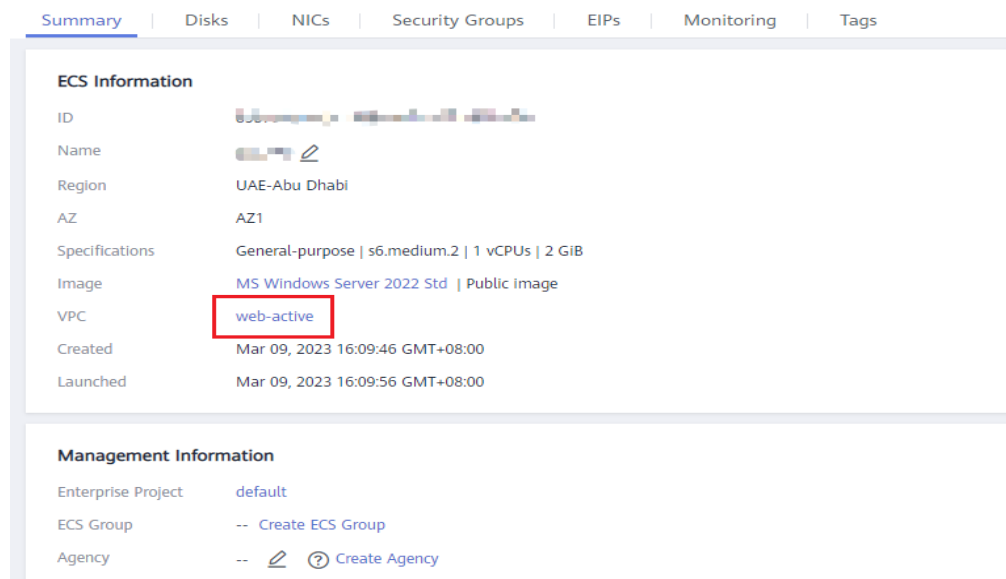 Summary | Disks | NICs | Security Groups | EIPs | Monitoring | Tags
ECS Information
ID
Name
Region UAE-Abu Dhabi
AZ AZ1
Specifications General-purpose | s6.medium.2 | 1 vCPUs | 2 GiB
Image MS Windows Server 2022 Std | Public image
VPC web-active
Created Mar 09, 2023 16:09:46 GMT+08:00
Launched Mar 09, 2023 16:09:56 GMT+08:00
Management Information
Enterprise Project default
ECS Group -- Create ECS Group
Agency -- ? Create Agency